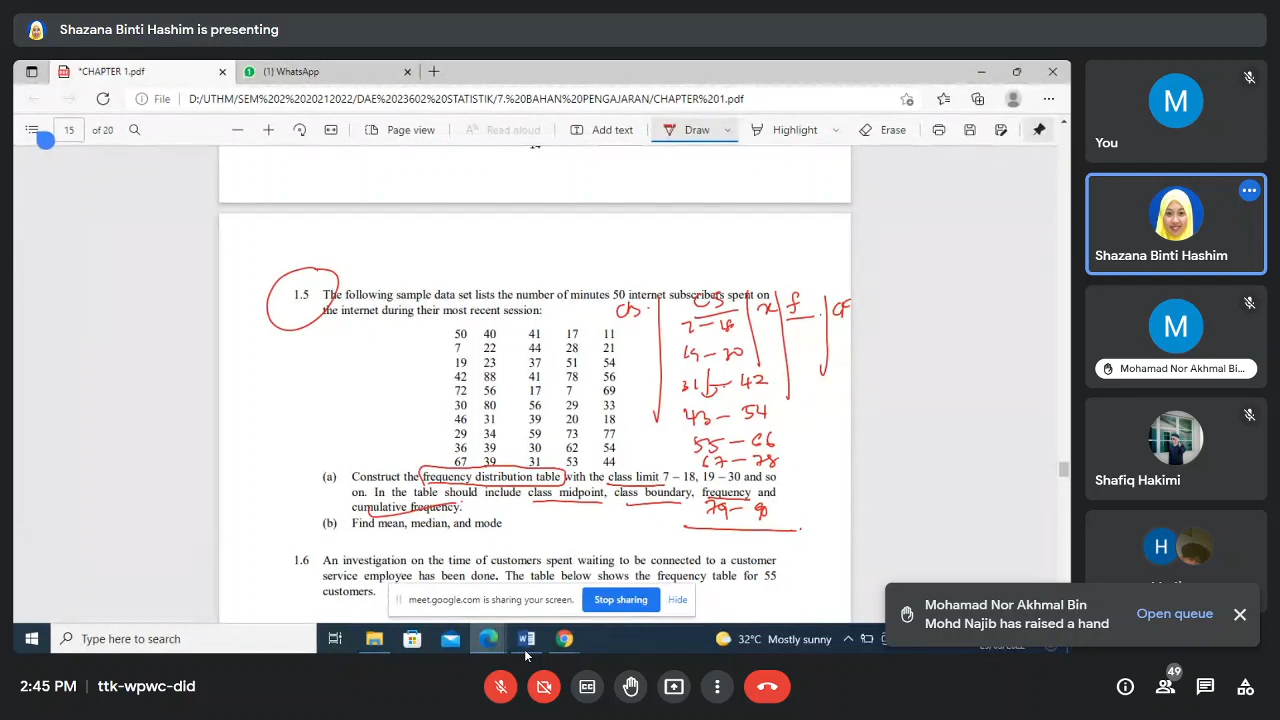 Shazana Binti Hashim is presenting
*CHAPTER 1.pdf
(1) WhatsApp
File
D:/UTHM/SEM%202%20212022/DAE%2023602%20STATISTIK/7.%20BAHAN%20PENGAJARAN/CHAPTER%201.pdf
15 of 20
Page view
Read aloud
Add text
Draw
Highlight
Erase
14
1.5 The following sample data set lists the number of minutes 50 internet subscribers spent on
the internet during their most recent session:
50 40 41 17 11
7 22 44 28 21
19 23 37 51 54
42 88 41 78 56
72 56 17 7 69
30 80 56 29 33
46 31 39 20 18
29 34 59 73 77
36 39 30 62 54
67 39 31 53 44
x f CF
7 – 18
19 – 30
31 – 42
43 – 54
55 – 66
67 – 78
79 – 90
(a) Construct the frequency distribution table with the class limit 7 – 18, 19 – 30 and so
on. In the table should include class midpoint, class boundary, frequency and
cumulative frequency.
(b) Find mean, median, and mode
1.6 An investigation on the time of customers spent waiting to be connected to a customer
service employee has been done. The table below shows the frequency table for 55
customers.
meet.google.com is sharing your screen.
Stop sharing
Hide
Type here to search
32°C Mostly sunny
M
You
Shazana Binti Hashim
M
Mohamad Nor Akhmal Bi...
Shafiq Hakimi
H
Mohamad Nor Akhmal Bin
Mohd Najib has raised a hand
Open queue
2:45 PM | ttk-wpwc-did
49